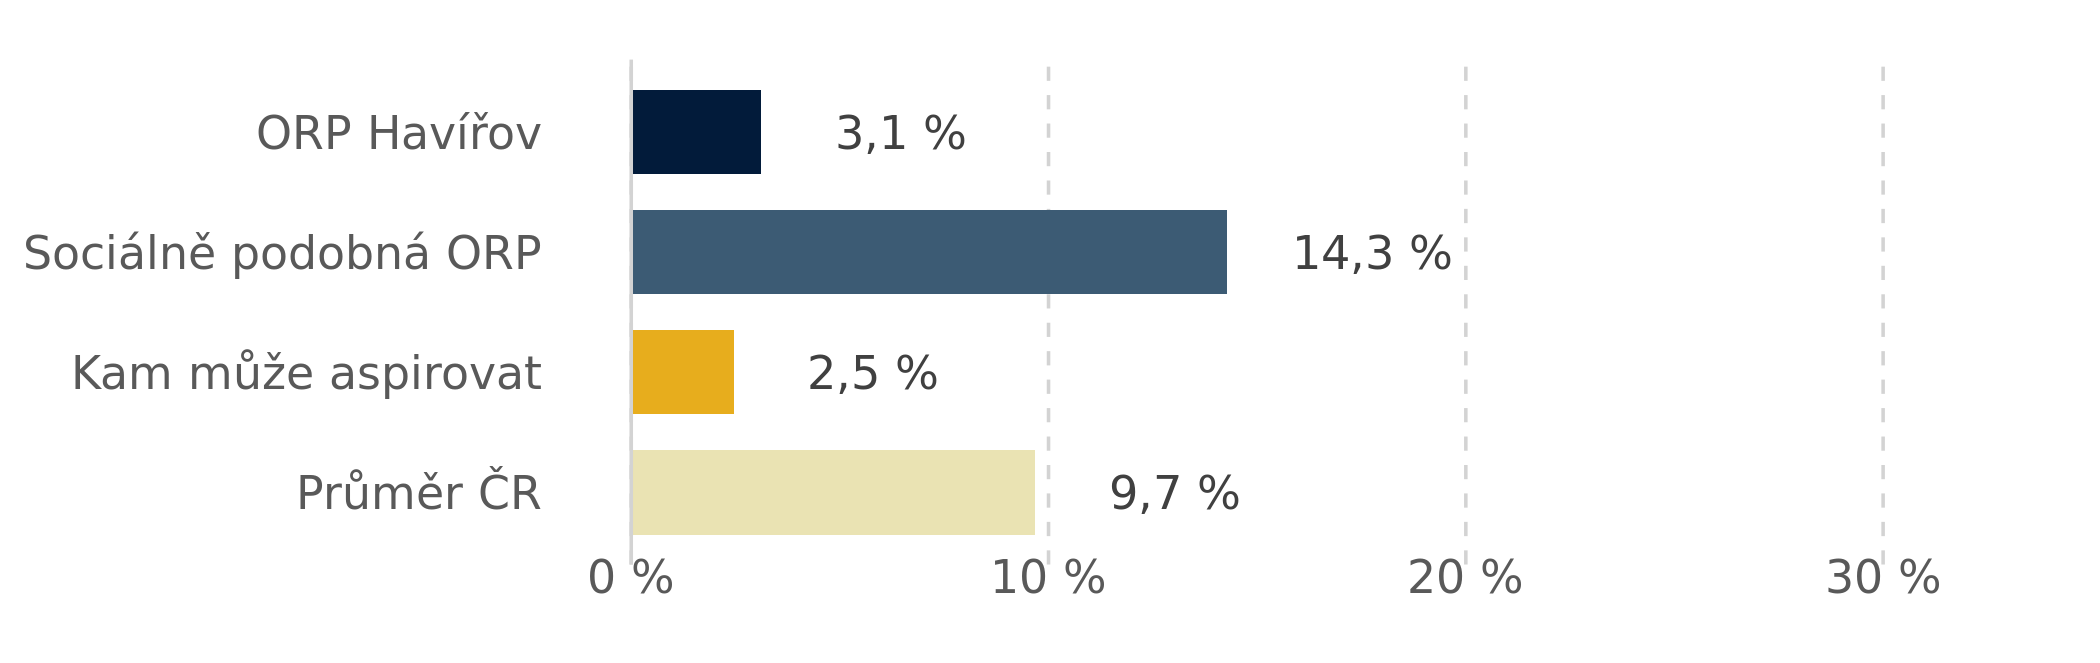 ORP Havířov
3,1 %
Sociálně podobná ORP
14,3 %
Kam může aspirovat
2,5 %
Průměr ČR
9,7 %
0 %
10 %
20 %
30 %